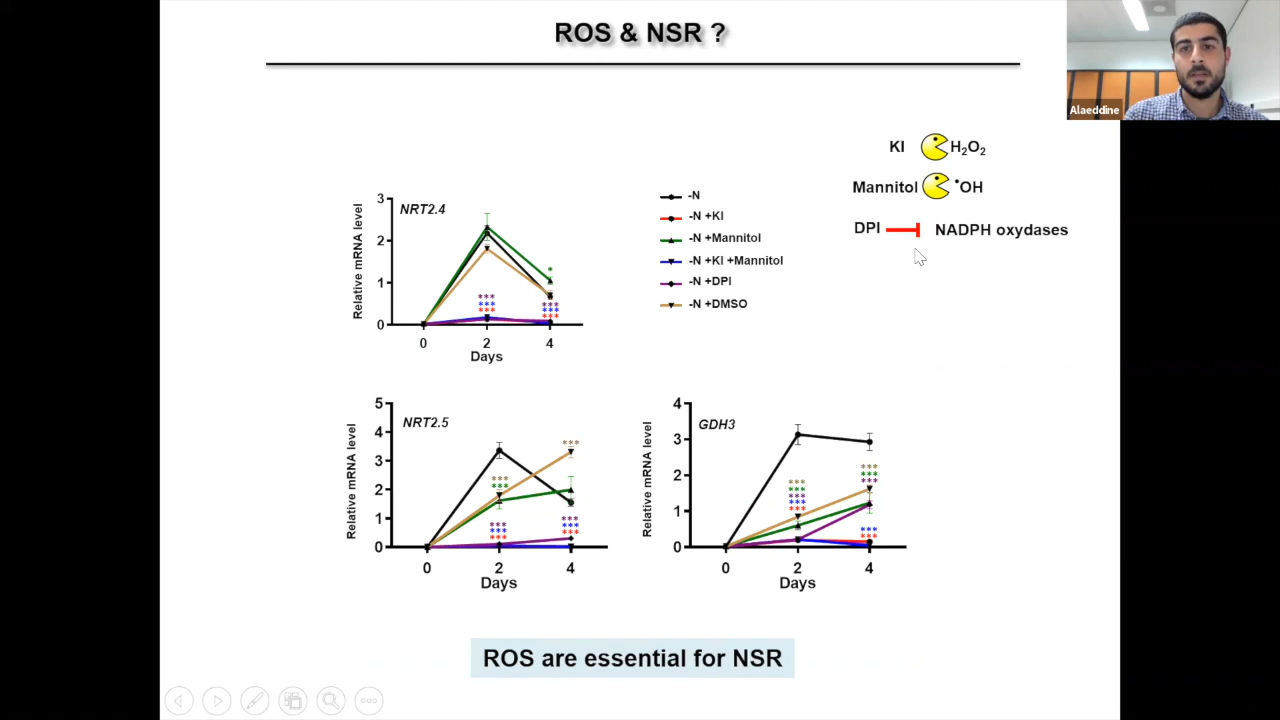 ROS & NSR ?
Alaeddine
KI H₂O₂
Mannitol •OH
DPI NADPH oxydases
-N
-N +KI
-N +Mannitol
-N +KI +Mannitol
-N +DPI
-N +DMSO
NRT2.4
Relative mRNA level
3
2
1
0
*
***
***
***
***
***
***
0 2 4
Days
NRT2.5
Relative mRNA level
5
4
3
2
1
0
***
***
***
***
***
***
***
***
***
0 2 4
Days
GDH3
Relative mRNA level
4
3
2
1
0
***
***
***
***
***
***
***
***
***
***
0 2 4
Days
ROS are essential for NSR